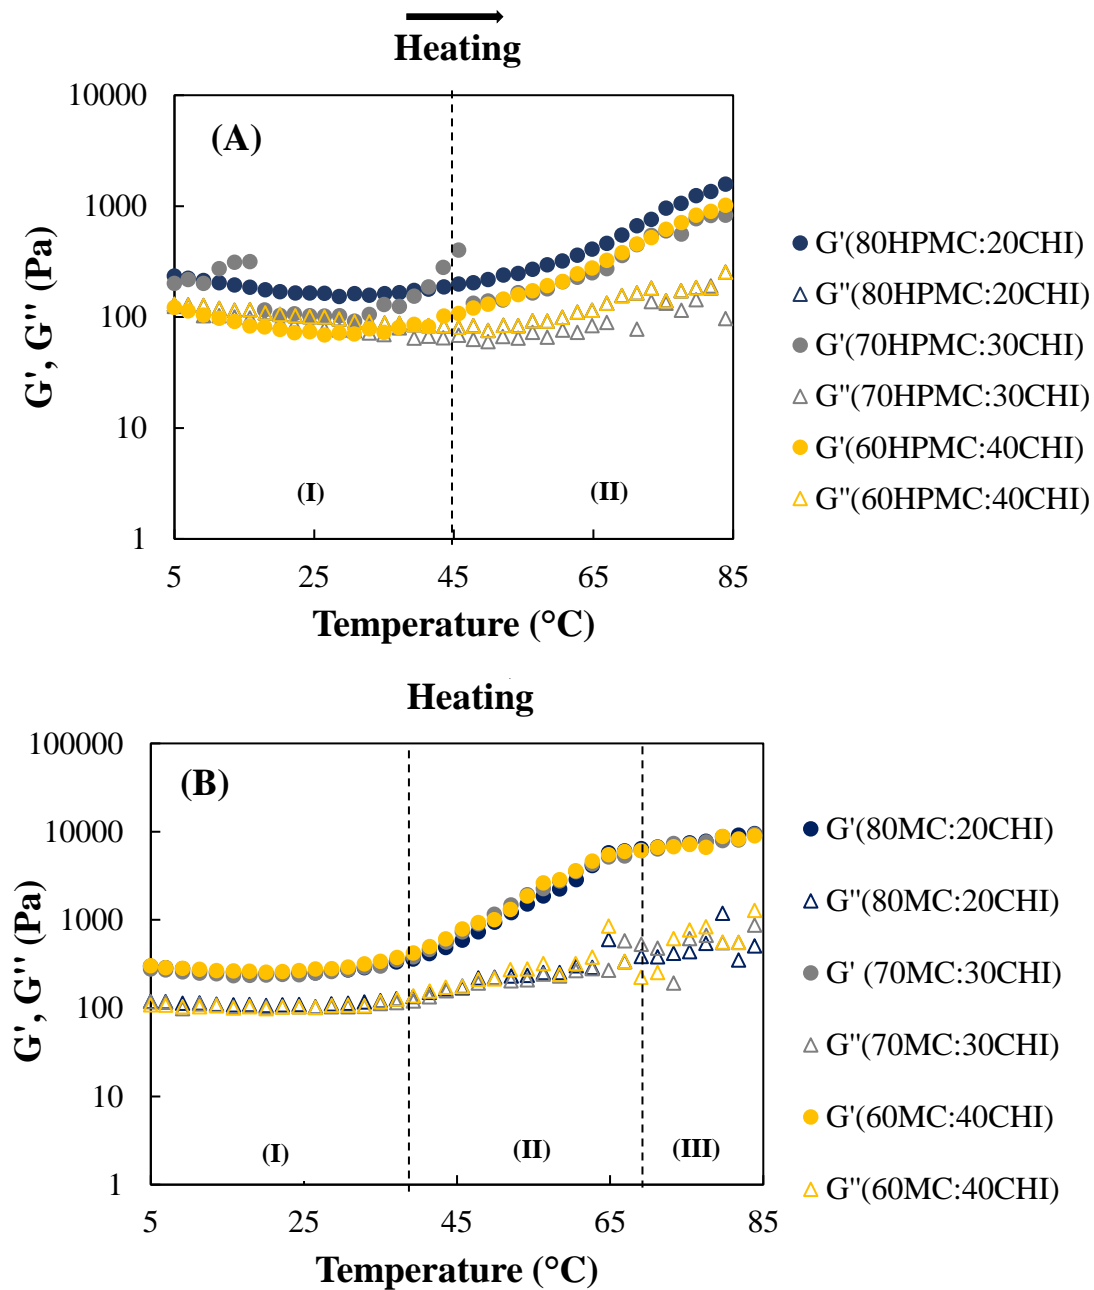 Heating
10000
1000
100
10
1
G', G'' (Pa)
(A)
(I)
(II)
5
25
45
65
85
Temperature (°C)
G'(80HPMC:20CHI)
G''(80HPMC:20CHI)
G'(70HPMC:30CHI)
G''(70HPMC:30CHI)
G'(60HPMC:40CHI)
G''(60HPMC:40CHI)
Heating
100000
10000
1000
100
10
1
G', G'' (Pa)
(B)
(I)
(II)
(III)
5
25
45
65
85
Temperature (°C)
G'(80MC:20CHI)
G''(80MC:20CHI)
G' (70MC:30CHI)
G''(70MC:30CHI)
G'(60MC:40CHI)
G''(60MC:40CHI)